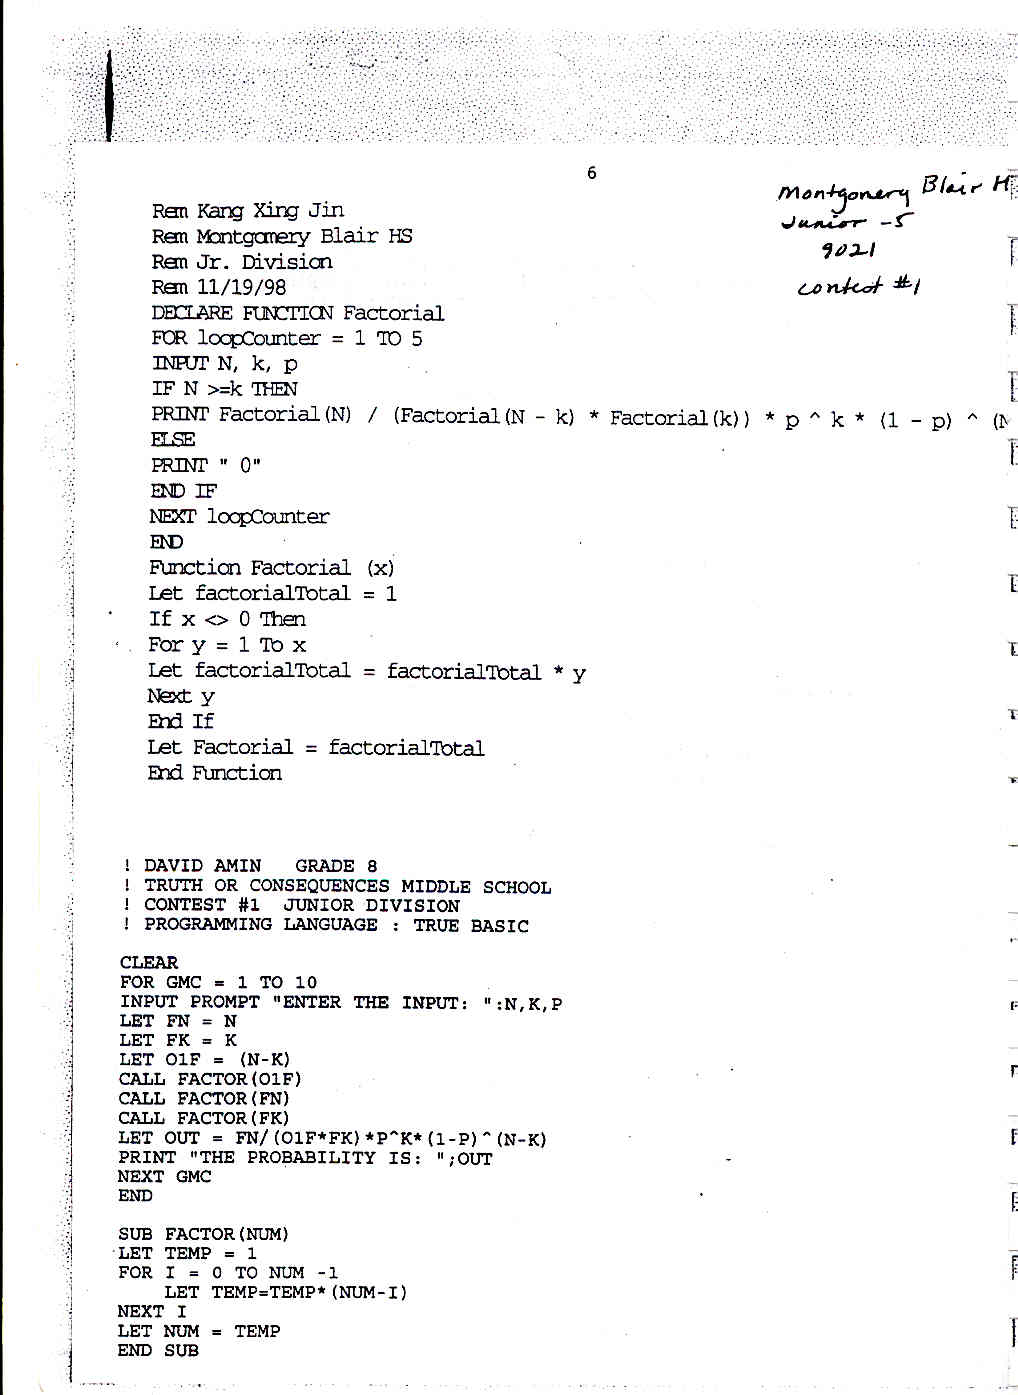 6
Montgomery Blair H
Junior -5
9021
contest #1
Rem Kang Xing Jin
Rem Montgomery Blair HS
Rem Jr. Division
Rem 11/19/98
DECLARE FUNCTION Factorial
FOR loopCounter = 1 TO 5
INPUT N, k, p
IF N >=k THEN
PRINT Factorial(N) / (Factorial(N - k) * Factorial(k)) * p ^ k * (1 - p) ^ (N
ELSE
PRINT " 0"
END IF
NEXT loopCounter
END
Function Factorial (x)
Let factorialTotal = 1
If x <> 0 Then
For y = 1 To x
Let factorialTotal = factorialTotal * y
Next y
End If
Let Factorial = factorialTotal
End Function
! DAVID AMIN   GRADE 8
! TRUTH OR CONSEQUENCES MIDDLE SCHOOL
! CONTEST #1  JUNIOR DIVISION
! PROGRAMMING LANGUAGE : TRUE BASIC
CLEAR
FOR GMC = 1 TO 10
INPUT PROMPT "ENTER THE INPUT: ":N,K,P
LET FN = N
LET FK = K
LET O1F = (N-K)
CALL FACTOR(O1F)
CALL FACTOR(FN)
CALL FACTOR(FK)
LET OUT = FN/(O1F*FK)*P^K*(1-P)^(N-K)
PRINT "THE PROBABILITY IS: ";OUT
NEXT GMC
END
SUB FACTOR(NUM)
LET TEMP = 1
FOR I = 0 TO NUM -1
LET TEMP=TEMP*(NUM-I)
NEXT I
LET NUM = TEMP
END SUB